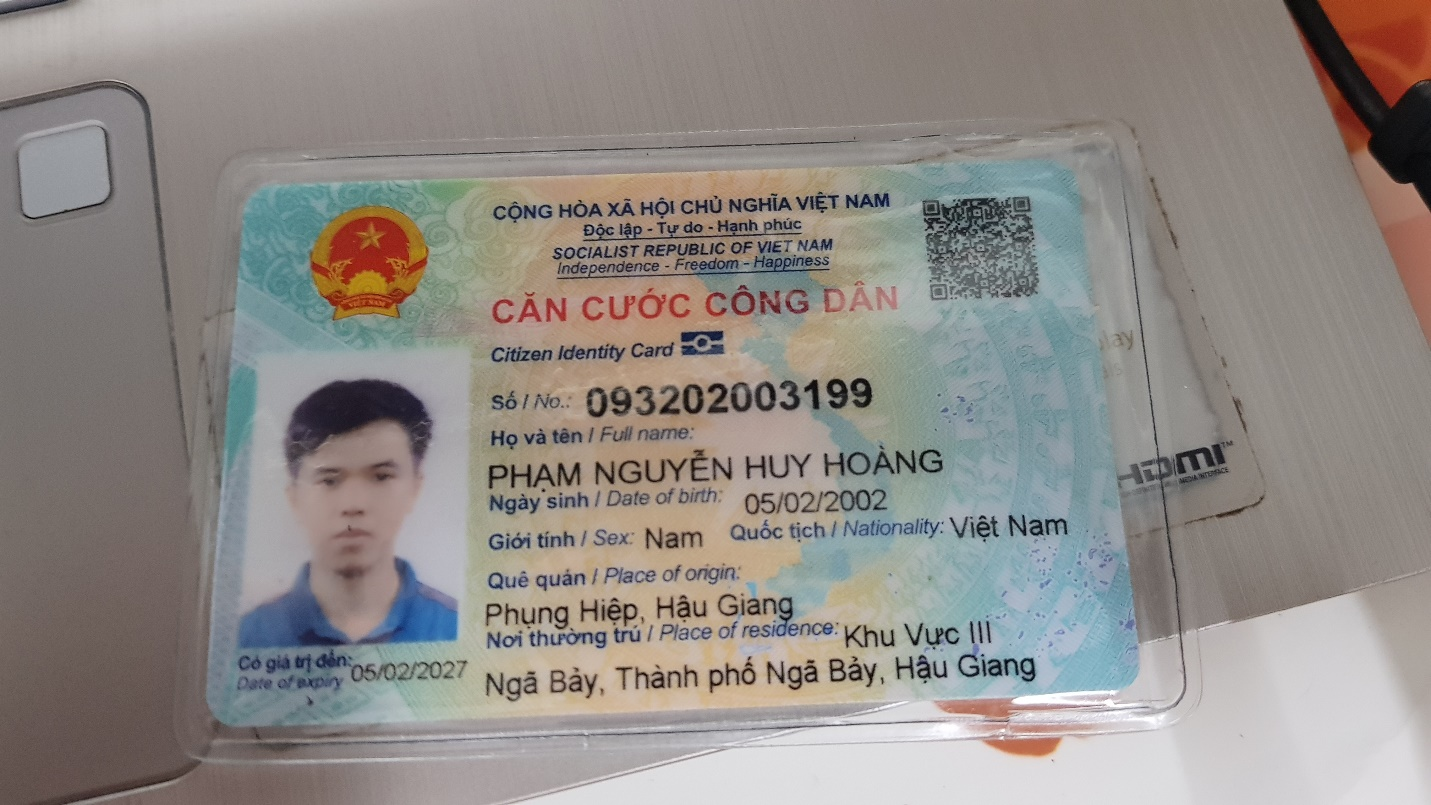 CỘNG HÒA XÃ HỘI CHỦ NGHĨA VIỆT NAM
Độc lập - Tự do - Hạnh phúc
SOCIALIST REPUBLIC OF VIET NAM
Independence - Freedom - Happiness
CĂN CƯỚC CÔNG DÂN
Citizen Identity Card
Số / No.: 093202003199
Họ và tên / Full name:
PHẠM NGUYỄN HUY HOÀNG
Ngày sinh / Date of birth: 05/02/2002
Giới tính / Sex: Nam Quốc tịch / Nationality: Việt Nam
Quê quán / Place of origin:
Phụng Hiệp, Hậu Giang
Nơi thường trú / Place of residence: Khu Vực III
Ngã Bảy, Thành phố Ngã Bảy, Hậu Giang
Có giá trị đến: 05/02/2027
Date of expiry
VIỆT NAM
HDMI™